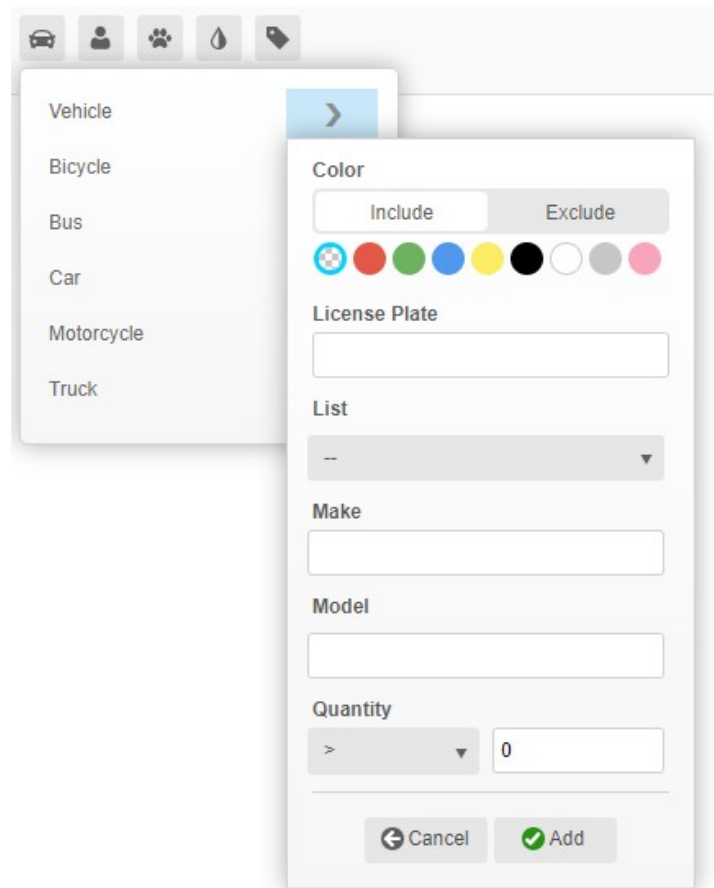 Vehicle
Bicycle
Bus
Car
Motorcycle
Truck
Color
Include Exclude
License Plate
List
--
Make
Model
Quantity
> 0
Cancel Add